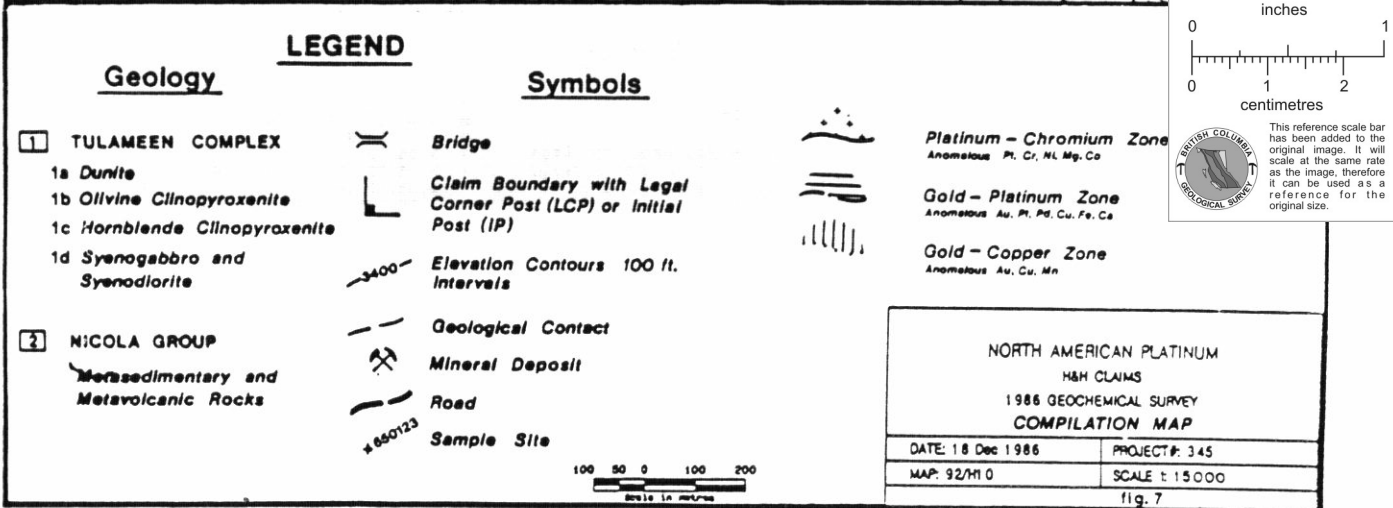 LEGEND
Geology
1 TULAMEEN COMPLEX
1a Dunite
1b Olivine Clinopyroxenite
1c Hornblende Clinopyroxenite
1d Syenogabbro and
Syenodiorite
2 NICOLA GROUP
Metasedimentary and
Metavolcanic Rocks
Symbols
Bridge
Claim Boundary with Legal
Corner Post (LCP) or Initial
Post (IP)
3400
Elevation Contours 100 ft.
Intervals
Geological Contact
Mineral Deposit
Road
660123
Sample Site
100 50 0 100 200
Scale in metres
Platinum - Chromium Zone
Anomalous Pt, Cr, Ni, Mg, Co
Gold - Platinum Zone
Anomalous Au, Pt, Pd, Cu, Fe, Ca
Gold - Copper Zone
Anomalous Au, Cu, Mn
inches
0 1
0 1 2
centimetres
BRITISH COLUMBIA
GEOLOGICAL SURVEY
This reference scale bar
has been added to the
original image. It will
scale at the same rate
as the image, therefore
it can be used as a
reference for the
original size.
NORTH AMERICAN PLATINUM
H&H CLAIMS
1986 GEOCHEMICAL SURVEY
COMPILATION MAP
DATE: 18 Dec 1986 PROJECT#: 345
MAP: 92/H10 SCALE 1:15000
fig. 7